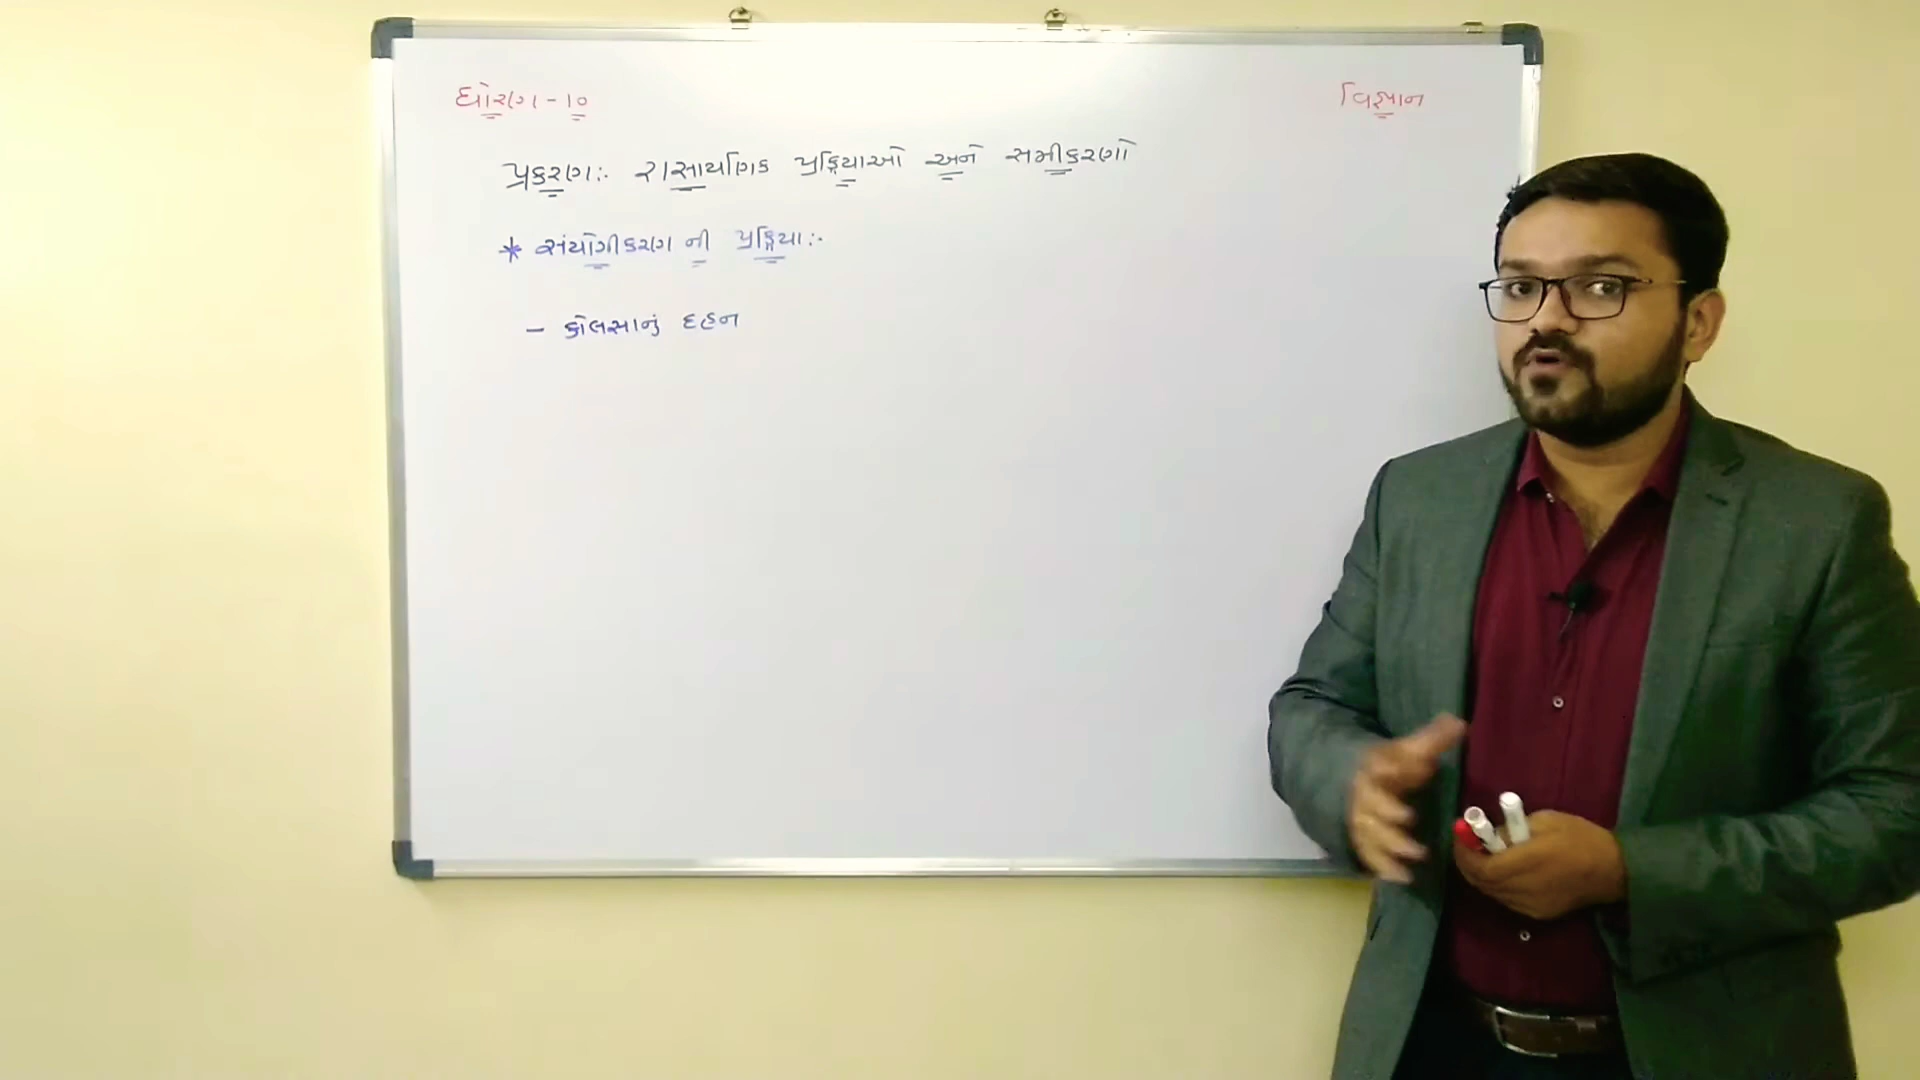 ધોરણ - ૧૦
વિજ્ઞાન
પ્રકરણ:- રાસાયણિક પ્રક્રિયાઓ અને સમીકરણો
* સંયોગીકરણ ની પ્રક્રિયા:-
- કોલસાનું દહન